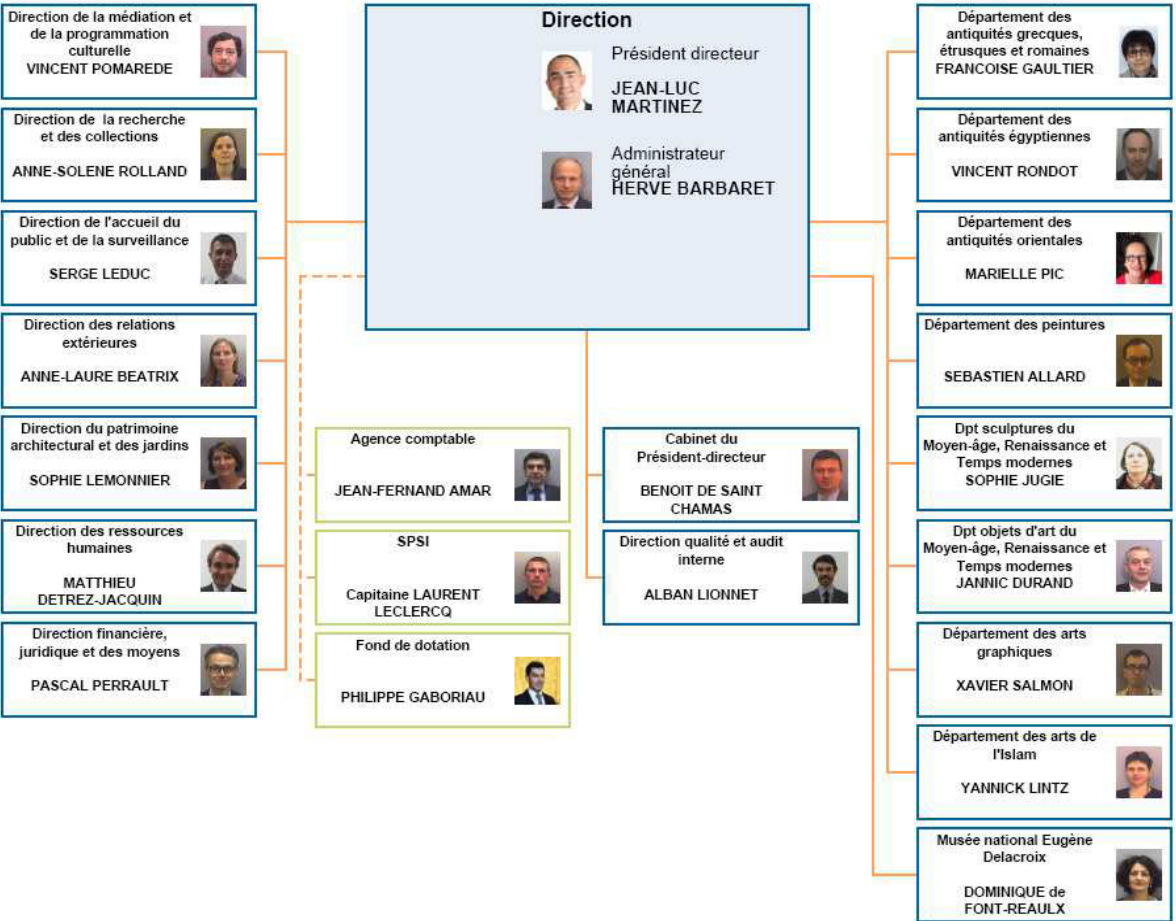 Direction de la médiation et
de la programmation
culturelle
VINCENT POMAREDE
Direction de la recherche
et des collections
ANNE-SOLENE ROLLAND
Direction de l'accueil du
public et de la surveillance
SERGE LEDUC
Direction des relations
extérieures
ANNE-LAURE BEATRIX
Direction du patrimoine
architectural et des jardins
SOPHIE LEMONNIER
Direction des ressources
humaines
MATTHIEU
DETREZ-JACQUIN
Direction financière,
juridique et des moyens
PASCAL PERRAULT
Direction
Président directeur
JEAN-LUC
MARTINEZ
Administrateur
général
HERVE BARBARET
Agence comptable
JEAN-FERNAND AMAR
SPSI
Capitaine LAURENT
LECLERCQ
Fond de dotation
PHILIPPE GABORIAU
Cabinet du
Président-directeur
BENOIT DE SAINT
CHAMAS
Direction qualité et audit
interne
ALBAN LIONNET
Département des
antiquités grecques,
étrusques et romaines
FRANCOISE GAULTIER
Département des
antiquités égyptiennes
VINCENT RONDOT
Département des
antiquités orientales
MARIELLE PIC
Département des peintures
SEBASTIEN ALLARD
Dpt sculptures du
Moyen-âge, Renaissance et
Temps modernes
SOPHIE JUGIE
Dpt objets d'art du
Moyen-âge, Renaissance et
Temps modernes
JANNIC DURAND
Département des arts
graphiques
XAVIER SALMON
Département des arts de
l'Islam
YANNICK LINTZ
Musée national Eugène
Delacroix
DOMINIQUE de
FONT-REAULX